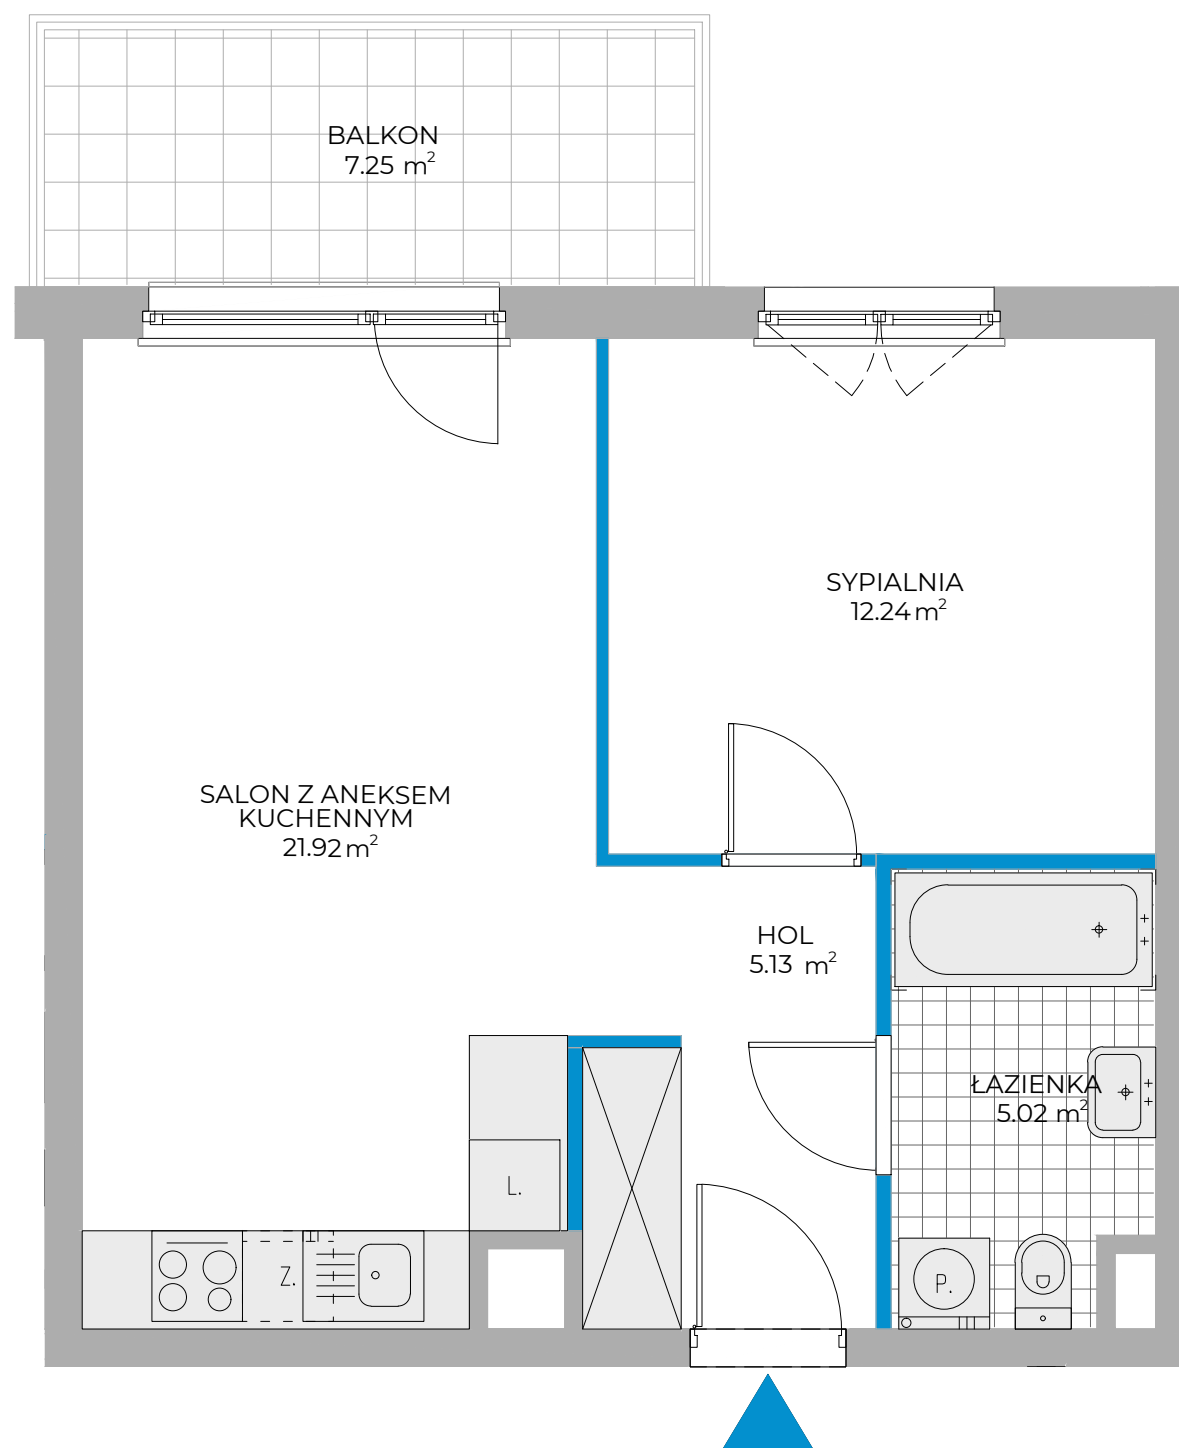 BALKON
7.25 m²
SYPIALNIA
12.24 m²
SALON Z ANEKSEM
KUCHENNYM
21.92 m²
HOL
5.13 m²
ŁAZIENKA
5.02 m²
L.
Z.
P.